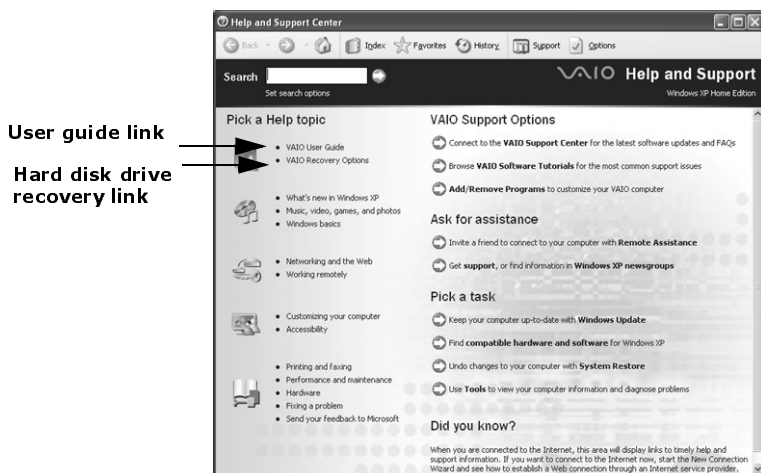 Help and Support Center
Back
Index
Favorites
History
Support
Options
Search
VAIO Help and Support
Set search options
Windows XP Home Edition
Pick a Help topic
User guide link
VAIO User Guide
VAIO Recovery Options
Hard disk drive
recovery link
What's new in Windows XP
Music, video, games, and photos
Windows basics
Networking and the Web
Working remotely
Customizing your computer
Accessibility
Printing and faxing
Performance and maintenance
Hardware
Fixing a problem
Send your feedback to Microsoft
VAIO Support Options
Connect to the VAIO Support Center for the latest software updates and FAQs
Browse VAIO Software Tutorials for the most common support issues
Add/Remove Programs to customize your VAIO computer
Ask for assistance
Invite a friend to connect to your computer with Remote Assistance
Get support, or find information in Windows XP newsgroups
Pick a task
Keep your computer up-to-date with Windows Update
Find compatible hardware and software for Windows XP
Undo changes to your computer with System Restore
Use Tools to view your computer information and diagnose problems
Did you know?
When you are connected to the Internet, this area will display links to timely help and
support information. If you want to connect to the Internet now, start the New Connection
Wizard and see how to establish a Web connection through an Internet service provider.